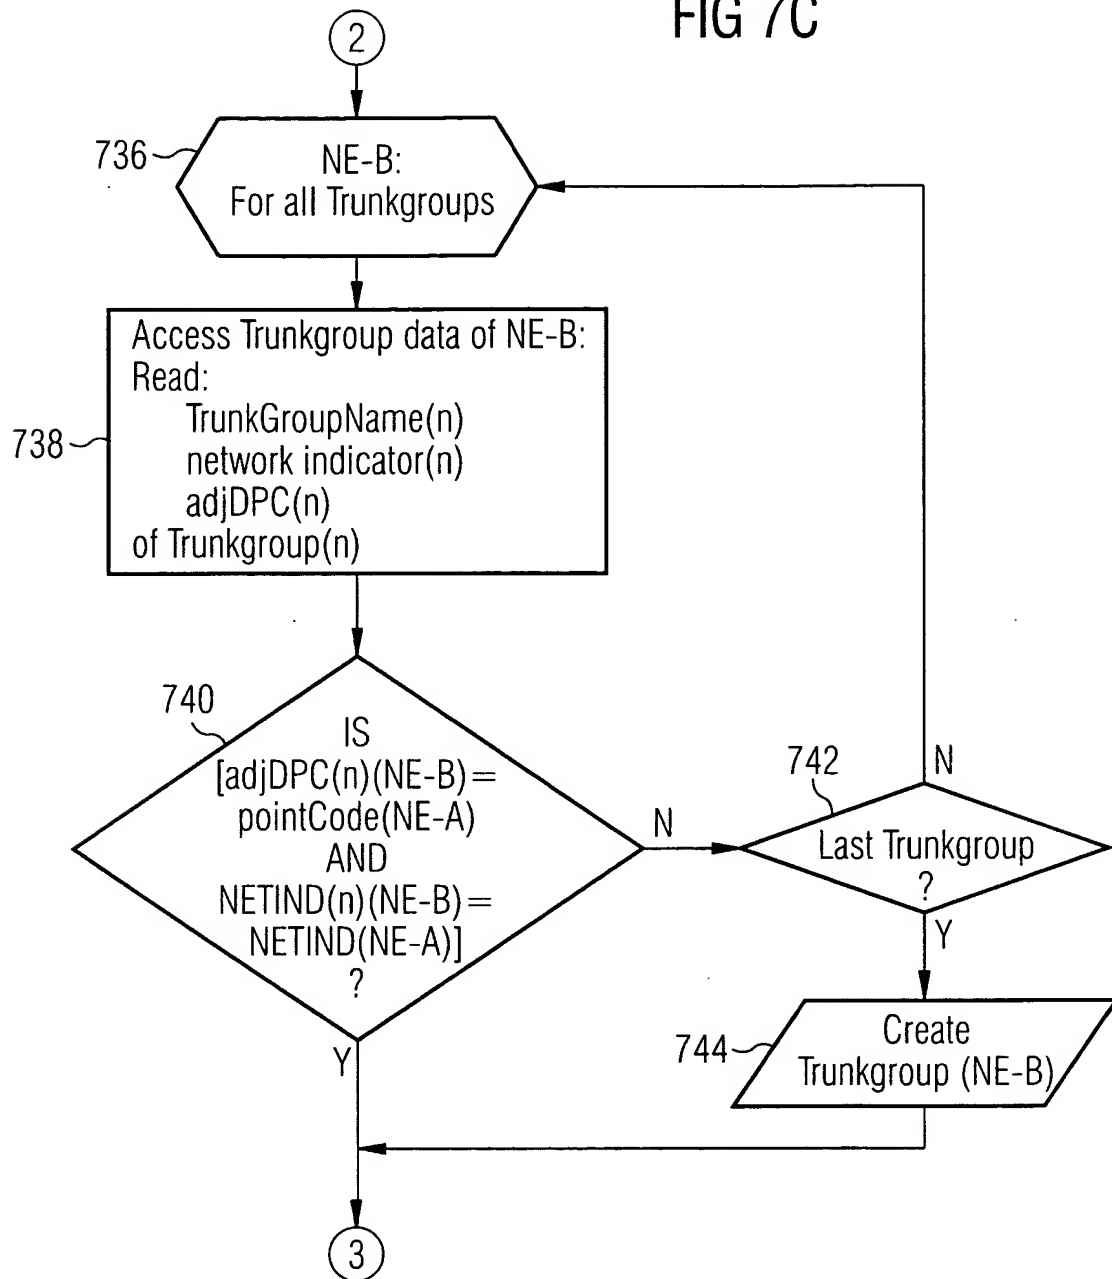 FIG 7C
2
736
NE-B:
For all Trunkgroups
Access Trunkgroup data of NE-B:
Read:
TrunkGroupName(n)
network indicator(n)
adjDPC(n)
of Trunkgroup(n)
738
740
IS
[adjDPC(n)(NE-B)=
pointCode(NE-A)
AND
NETIND(n)(NE-B)=
NETIND(NE-A)]
?
N
Y
742
N
Last Trunkgroup
?
Y
744
Create
Trunkgroup (NE-B)
3